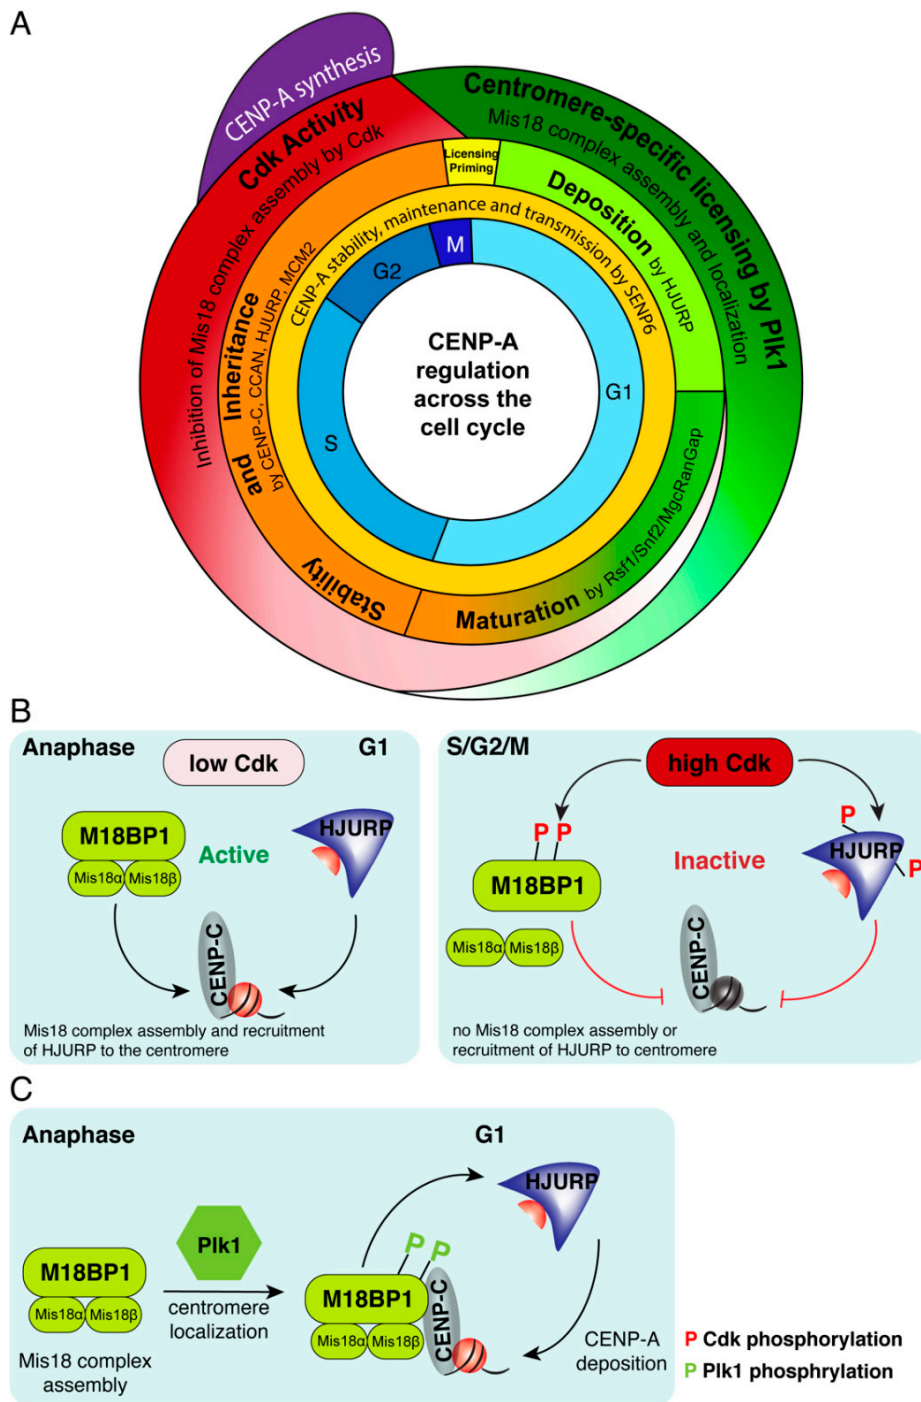 A
CENP-A synthesis
Cdk Activity
Inhibition of Mis18 complex assembly by Cdk
Centromere-specific licensing by Plk1
Mis18 complex assembly and localization
Licensing
Priming
Deposition by HJURP
Maturation by Rsf1/Snf2/MgcRanGap
Stability and Inheritance
by CENP-C, CCAN, HJURP, MCM2
CENP-A stability, maintenance and transmission by SENP6
M
G2
S
G1
CENP-A
regulation
across the
cell cycle
B
Anaphase
G1
low Cdk
M18BP1
Mis18α Mis18β
Active
HJURP
CENP-C
Mis18 complex assembly and recruitment
of HJURP to the centromere
S/G2/M
high Cdk
P P
M18BP1
Mis18α Mis18β
Inactive
P
HJURP
P
CENP-C
no Mis18 complex assembly or
recruitment of HJURP to centromere
C
Anaphase
G1
M18BP1
Mis18α Mis18β
Mis18 complex
assembly
Plk1
centromere
localization
P P
M18BP1
Mis18α Mis18β
CENP-C
HJURP
CENP-A
deposition
P Cdk phosphorylation
P Plk1 phosphrylation